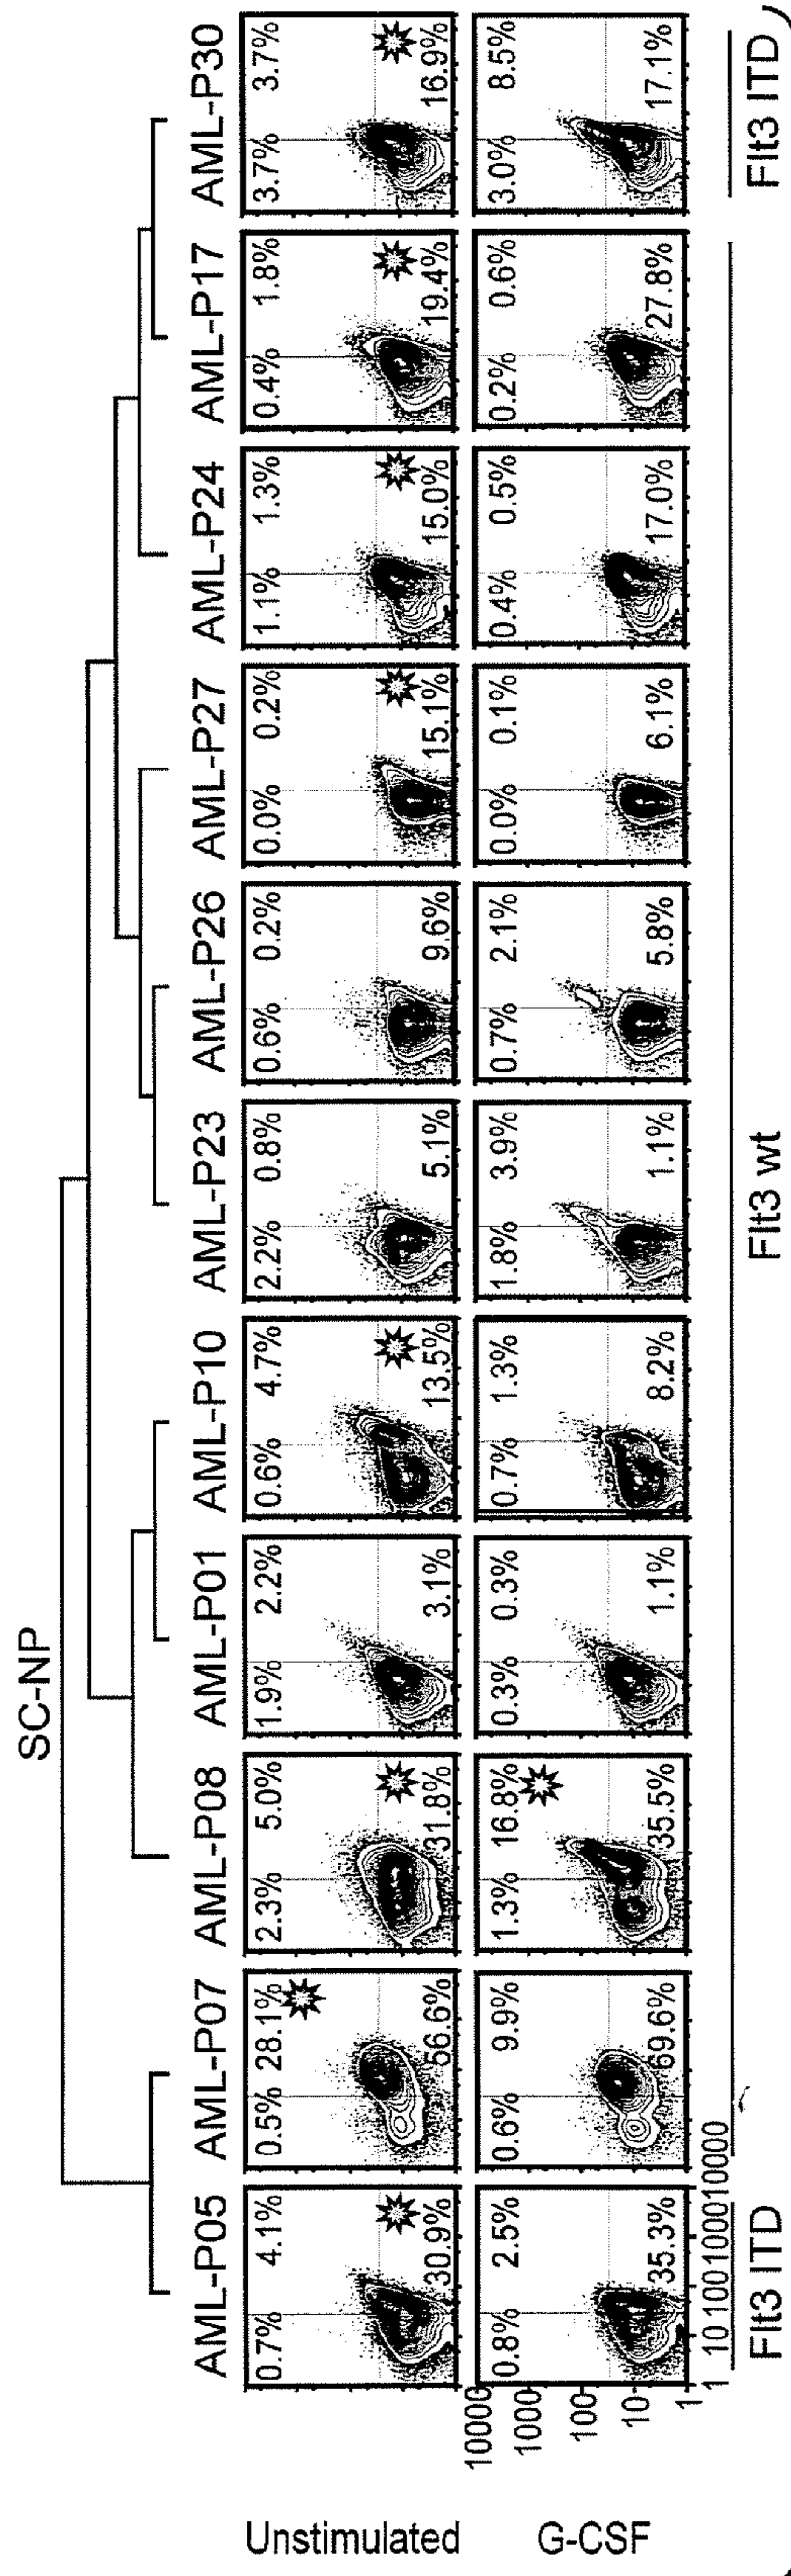 SC-NP
AML-P05 AML-P07 AML-P08 AML-P01 AML-P10 AML-P23 AML-P26 AML-P27 AML-P24 AML-P17 AML-P30
Unstimulated
0.7% 4.1% 0.5% 28.1% 2.3% 5.0% 1.9% 2.2% 0.6% 4.7% 2.2% 0.8% 0.6% 0.2% 0.0% 0.2% 1.1% 1.3% 0.4% 1.8% 3.7% 3.7%
30.9% 56.6% 31.8% 3.1% 13.5% 5.1% 9.6% 15.1% 15.0% 19.4% 16.9%
G-CSF
10000
1000
100
10
1
0.8% 2.5% 0.6% 9.9% 1.3% 16.8% 0.3% 0.3% 0.7% 1.3% 1.8% 3.9% 0.7% 2.1% 0.0% 0.1% 0.4% 0.5% 0.2% 0.6% 3.0% 8.5%
35.3% 69.6% 35.5% 1.1% 8.2% 1.1% 5.8% 6.1% 17.0% 27.8% 17.1%
1 10 100 1000 10000
Flt3 ITD Flt3 wt Flt3 ITD